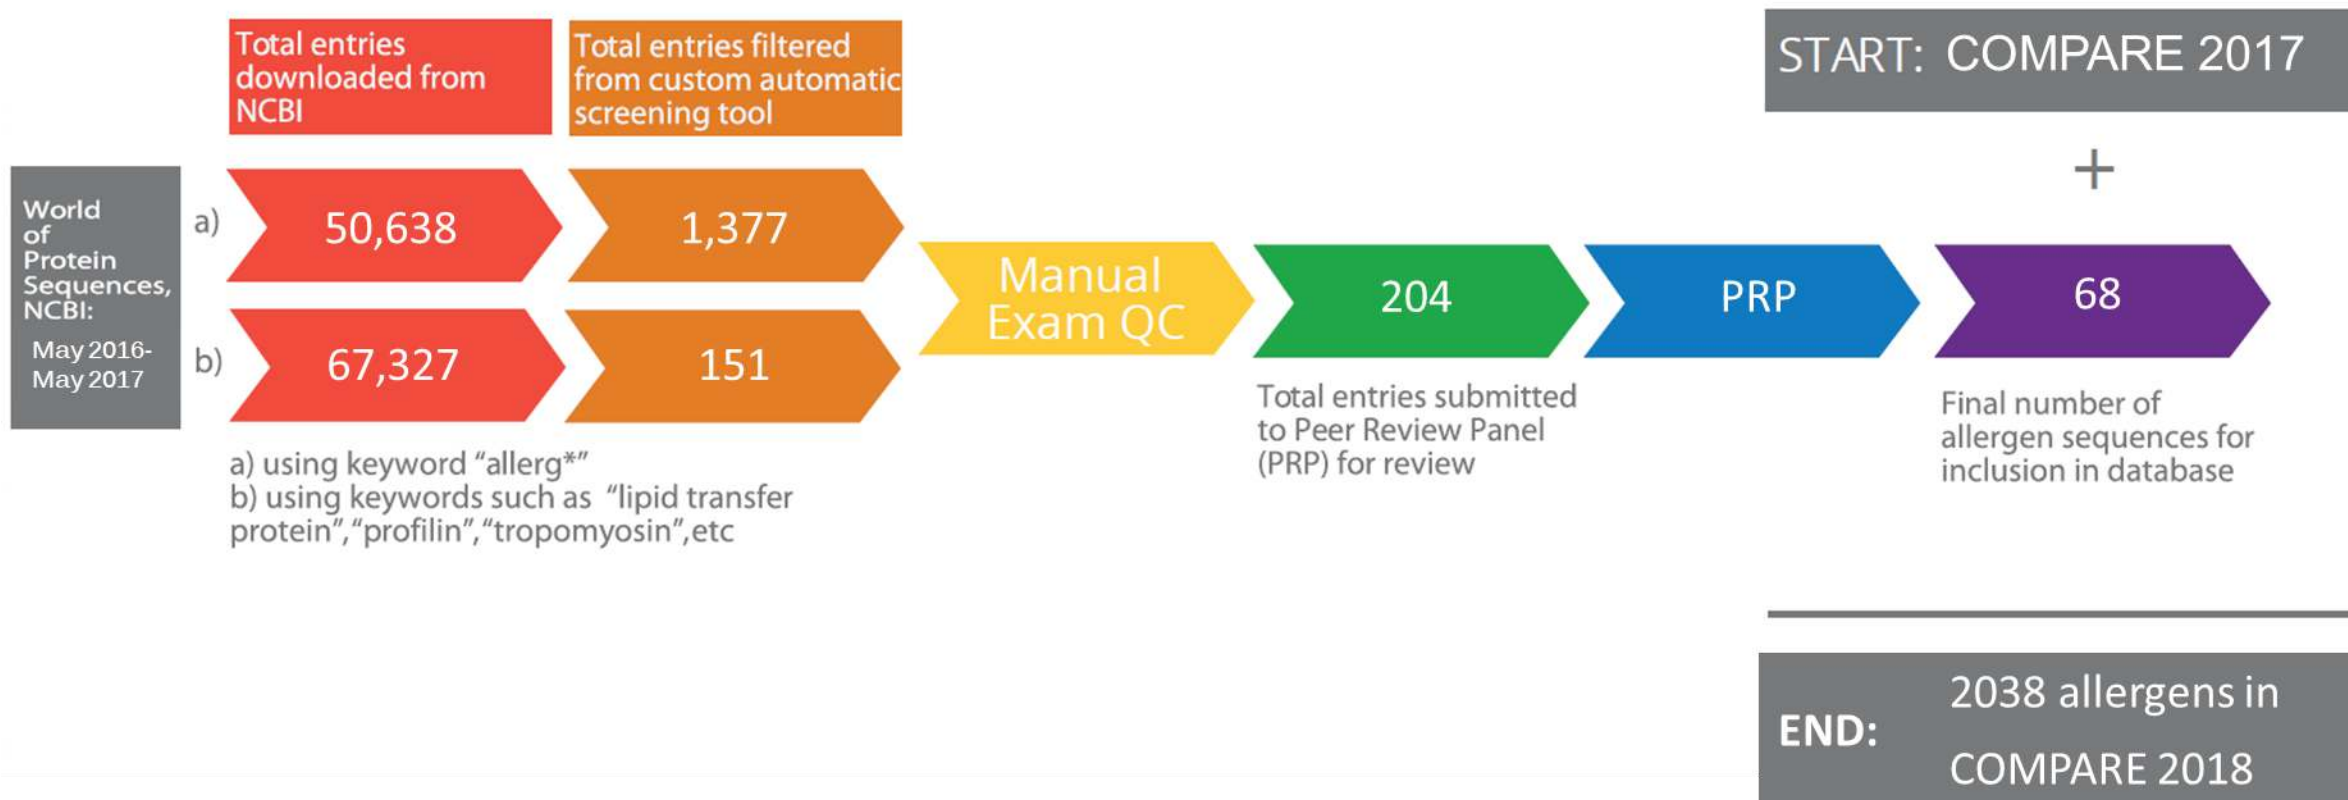 Total entries
downloaded from
NCBI
Total entries filtered
from custom automatic
screening tool
START: COMPARE 2017
+
World
of
Protein
Sequences,
NCBI:
May 2016-
May 2017
a)
50,638
1,377
b)
67,327
151
Manual
Exam QC
204
PRP
68
a) using keyword “allerg*”
b) using keywords such as “lipid transfer
protein”,“profilin”,“tropomyosin”,etc
Total entries submitted
to Peer Review Panel
(PRP) for review
Final number of
allergen sequences for
inclusion in database
END:
2038 allergens in
COMPARE 2018